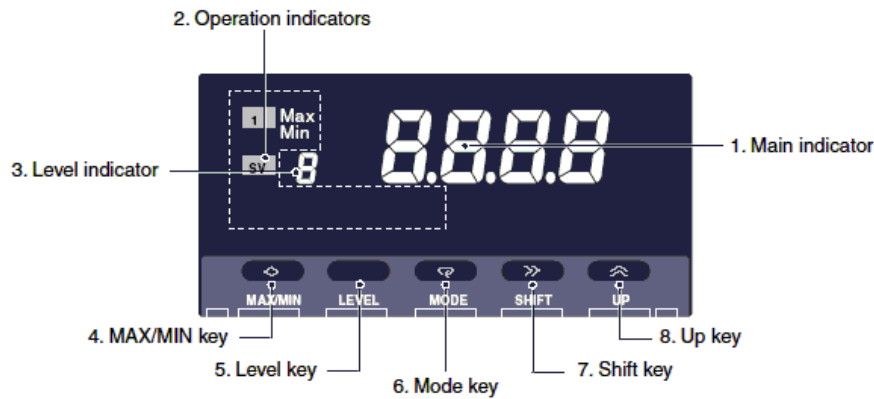 2. Operation indicators
1 Max
Min
8.8.8.8
1. Main indicator
3. Level indicator
SV 8
MAX/MIN LEVEL MODE SHIFT UP
4. MAX/MIN key
8. Up key
5. Level key
7. Shift key
6. Mode key